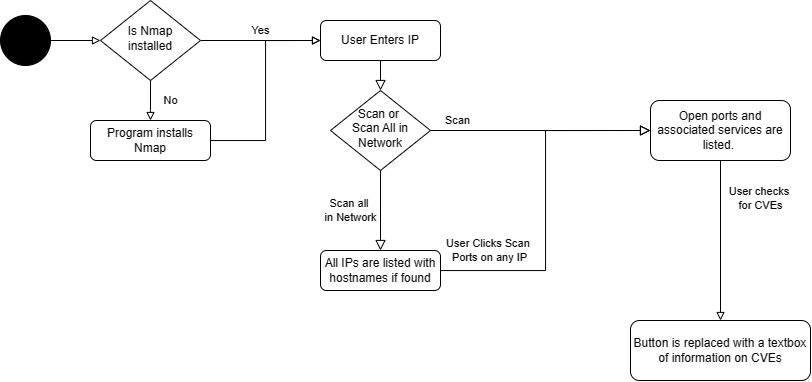 Is Nmap
installed
Yes
No
Program installs
Nmap
User Enters IP
Scan or
Scan All in
Network
Scan
Scan all
in Network
All IPs are listed with
hostnames if found
User Clicks Scan
Ports on any IP
Open ports and
associated services are
listed.
User checks
for CVEs
Button is replaced with a textbox
of information on CVEs